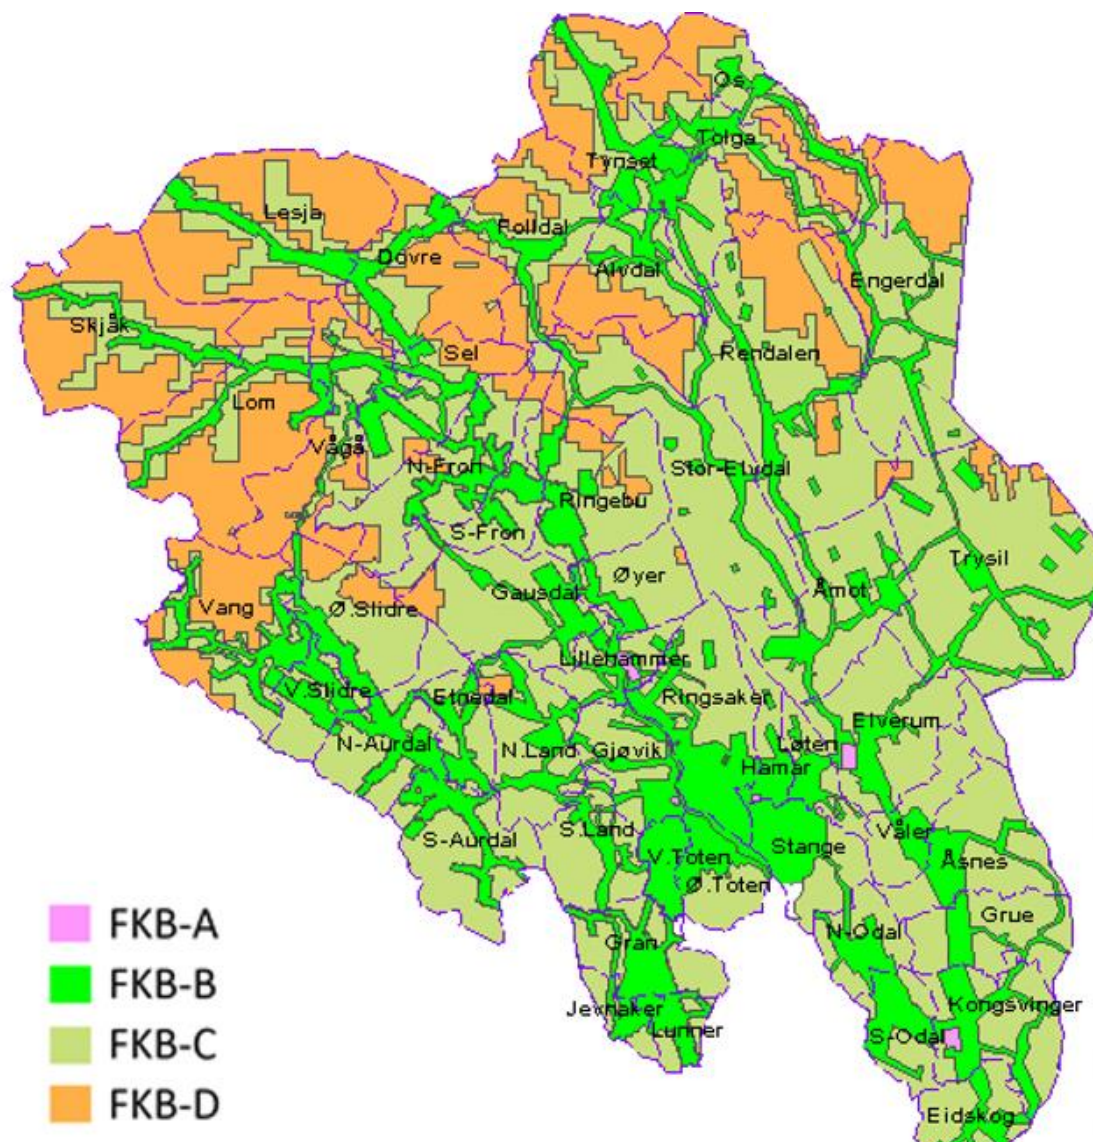 Os
Tolga
Tynset
Lesja
Folldal
Dovre
Alvdal
Engerdal
Skjåk
Sel
Rendalen
Lom
Vågå
N-Fron
Stor-Elvdal
Ringebu
S-Fron
Trysil
Øyer
Gausdal
Åmot
Vang
Ø.Slidre
Lillehammer
V.Slidre
Etnedal
Ringsaker
Elverum
N-Aurdal
N.Land
Gjøvik
Løten
Hamar
S.Land
Våler
S-Aurdal
Stange
V.Toten
Åsnes
Ø.Toten
Grue
FKB-A
N-Odal
Gran
FKB-B
Jevnaker
Kongsvinger
Lunner
S-Odal
FKB-C
FKB-D
Eidskog